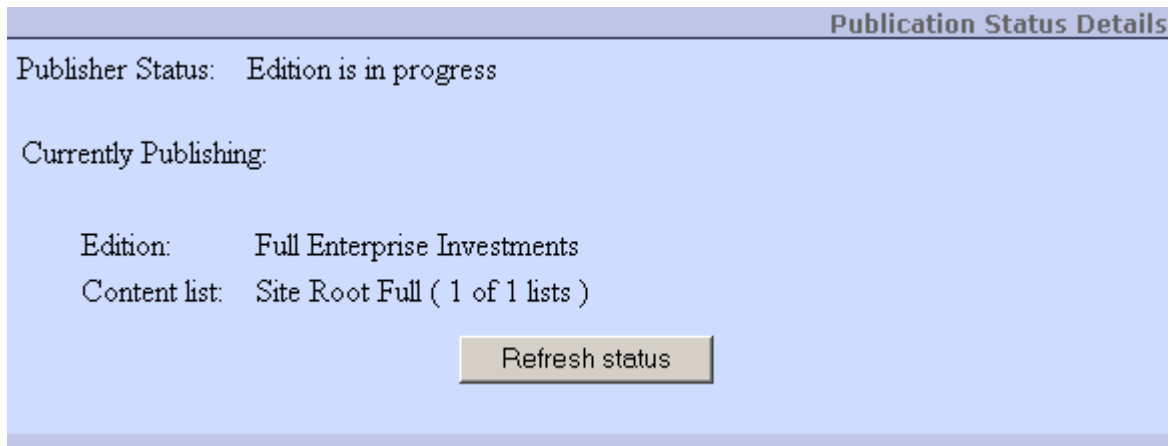 Publication Status Details
Publisher Status: Edition is in progress
Currently Publishing:
Edition: Full Enterprise Investments
Content list: Site Root Full ( 1 of 1 lists )
Refresh status